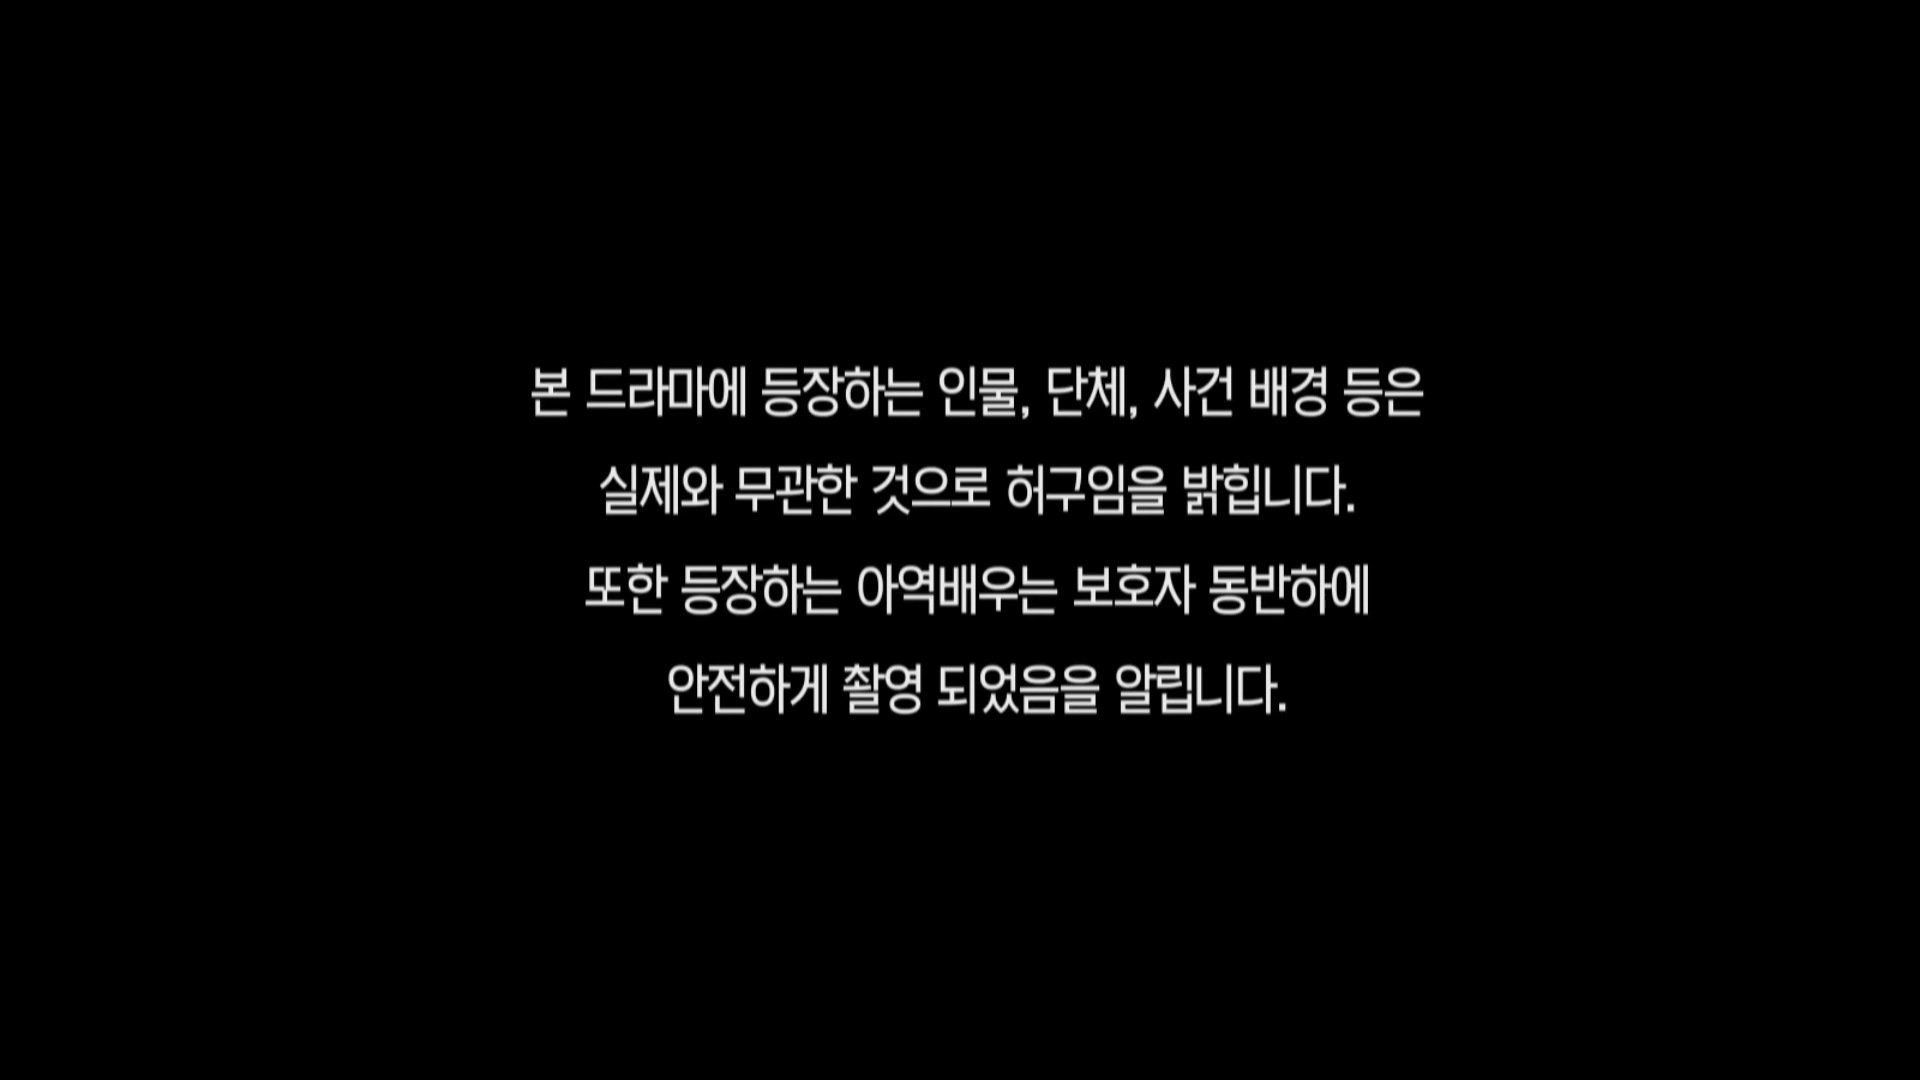 본 드라마에 등장하는 인물, 단체, 사건 배경 등은
실제와 무관한 것으로 허구임을 밝힙니다.
또한 등장하는 아역배우는 보호자 동반하에
안전하게 촬영 되었음을 알립니다.